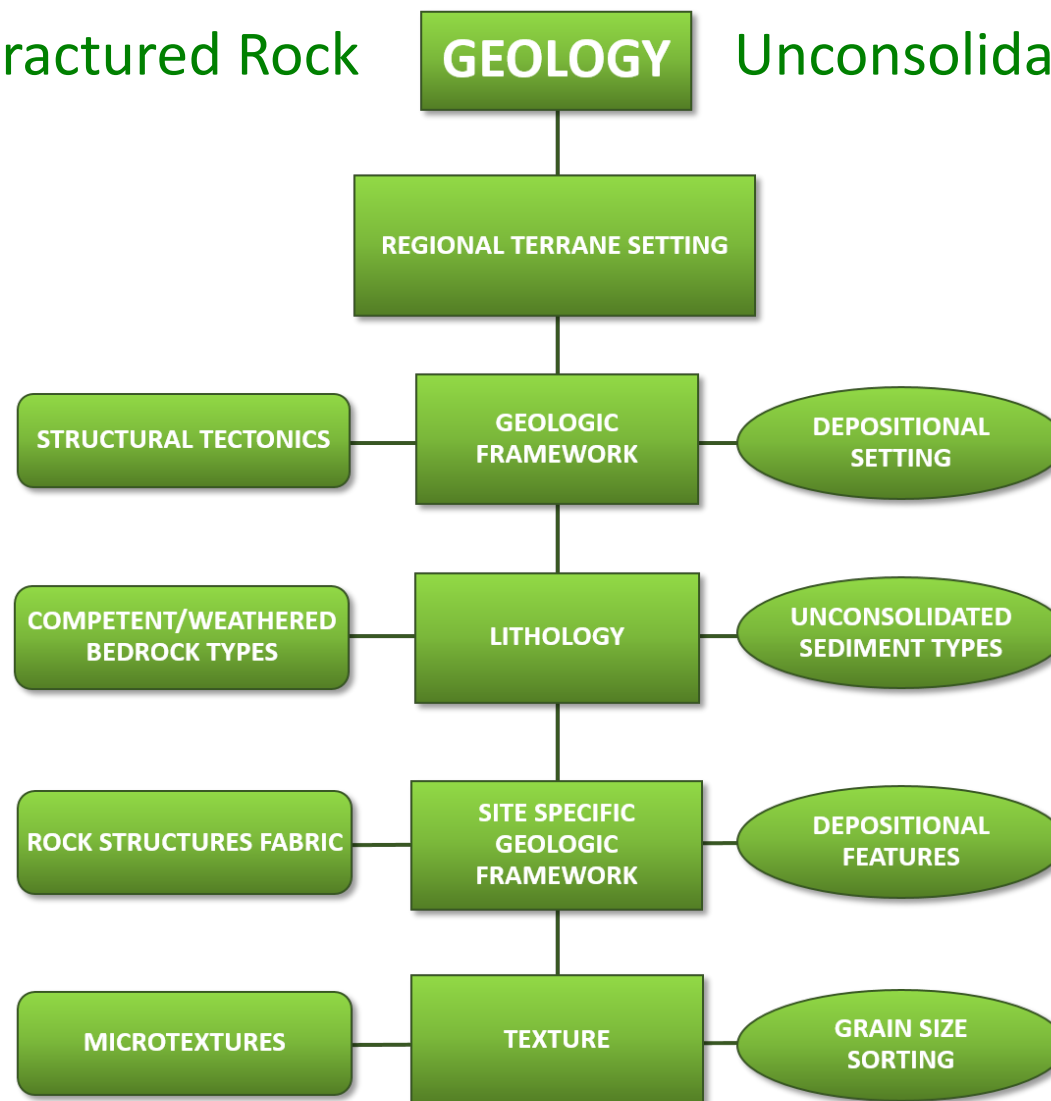 ractured Rock
GEOLOGY
Unconsolida
REGIONAL TERRANE SETTING
STRUCTURAL TECTONICS
GEOLOGIC
FRAMEWORK
DEPOSITIONAL
SETTING
COMPETENT/WEATHERED
BEDROCK TYPES
LITHOLOGY
UNCONSOLIDATED
SEDIMENT TYPES
ROCK STRUCTURES FABRIC
SITE SPECIFIC
GEOLOGIC
FRAMEWORK
DEPOSITIONAL
FEATURES
MICROTEXTURES
TEXTURE
GRAIN SIZE
SORTING